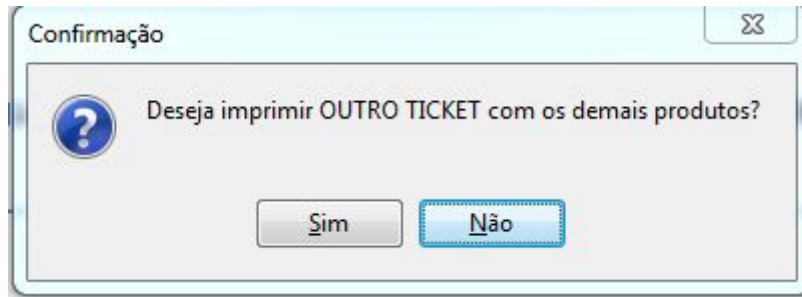 Confirmação
Deseja imprimir OUTRO TICKET com os demais produtos?
Sim
Não